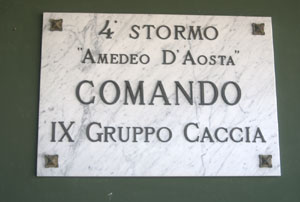 4° STORMO
"AMEDEO D'AOSTA"
COMANDO
IX GRUPPO CACCIA